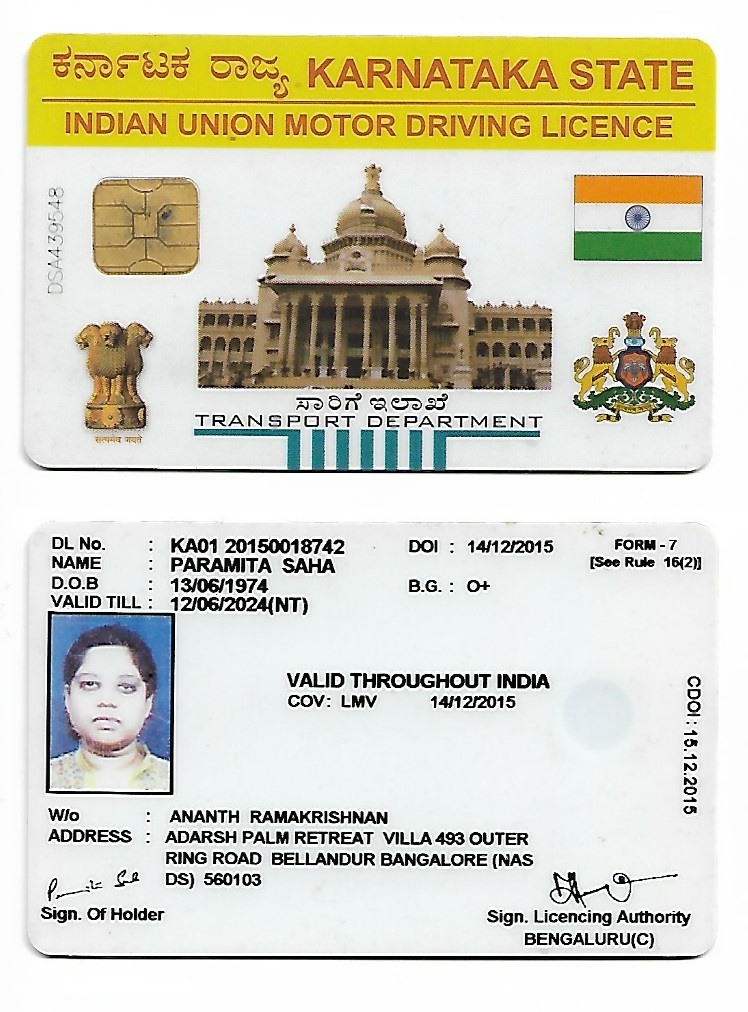 ಕರ್ನಾಟಕ ರಾಜ್ಯ KARNATAKA STATE
INDIAN UNION MOTOR DRIVING LICENCE
DSA439548
सत्यमेव जयते
ಸಾರಿಗೆ ಇಲಾಖೆ
TRANSPORT DEPARTMENT
DL No. : KA01 20150018742 DOI : 14/12/2015 FORM - 7
NAME : PARAMITA SAHA [See Rule 16(2)]
D.O.B : 13/06/1974 B.G. : O+
VALID TILL : 12/06/2024(NT)
VALID THROUGHOUT INDIA
COV: LMV 14/12/2015
CDOI : 15.12.2015
W/o : ANANTH RAMAKRISHNAN
ADDRESS : ADARSH PALM RETREAT VILLA 493 OUTER
RING ROAD BELLANDUR BANGALORE (NAS
DS) 560103
Sign. Of Holder
Sign. Licencing Authority
BENGALURU(C)